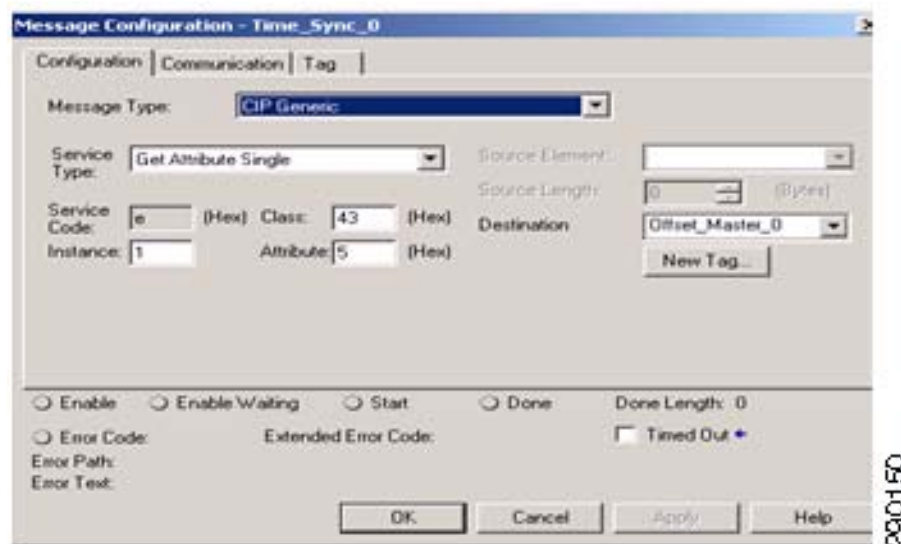 Message Configuration - Time_Sync_0
Configuration Communication Tag
Message Type: CIP Generic
Service Type: Get Attribute Single
Source Element:
Source Length: 0 (Bytes)
Service Code: e (Hex) Class: 43 (Hex)
Destination Offset_Master_0
Instance: 1 Attribute: 5 (Hex)
New Tag...
Enable Enable Waiting Start Done Done Length: 0
Error Code: Extended Error Code: Timed Out
Error Path:
Error Text:
OK Cancel Apply Help
290150